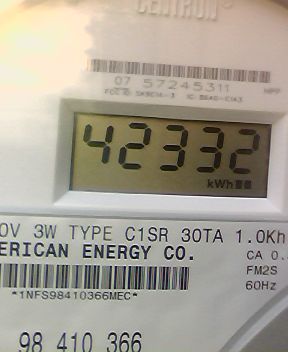 CENTRON
07 57245311
42332
kWh
0V 3W TYPE C1SR 30TA 1.0Kh
ERICAN ENERGY CO.
CA 0.
FM2S
60Hz
*1NFS98410366MEC*
98 410 366